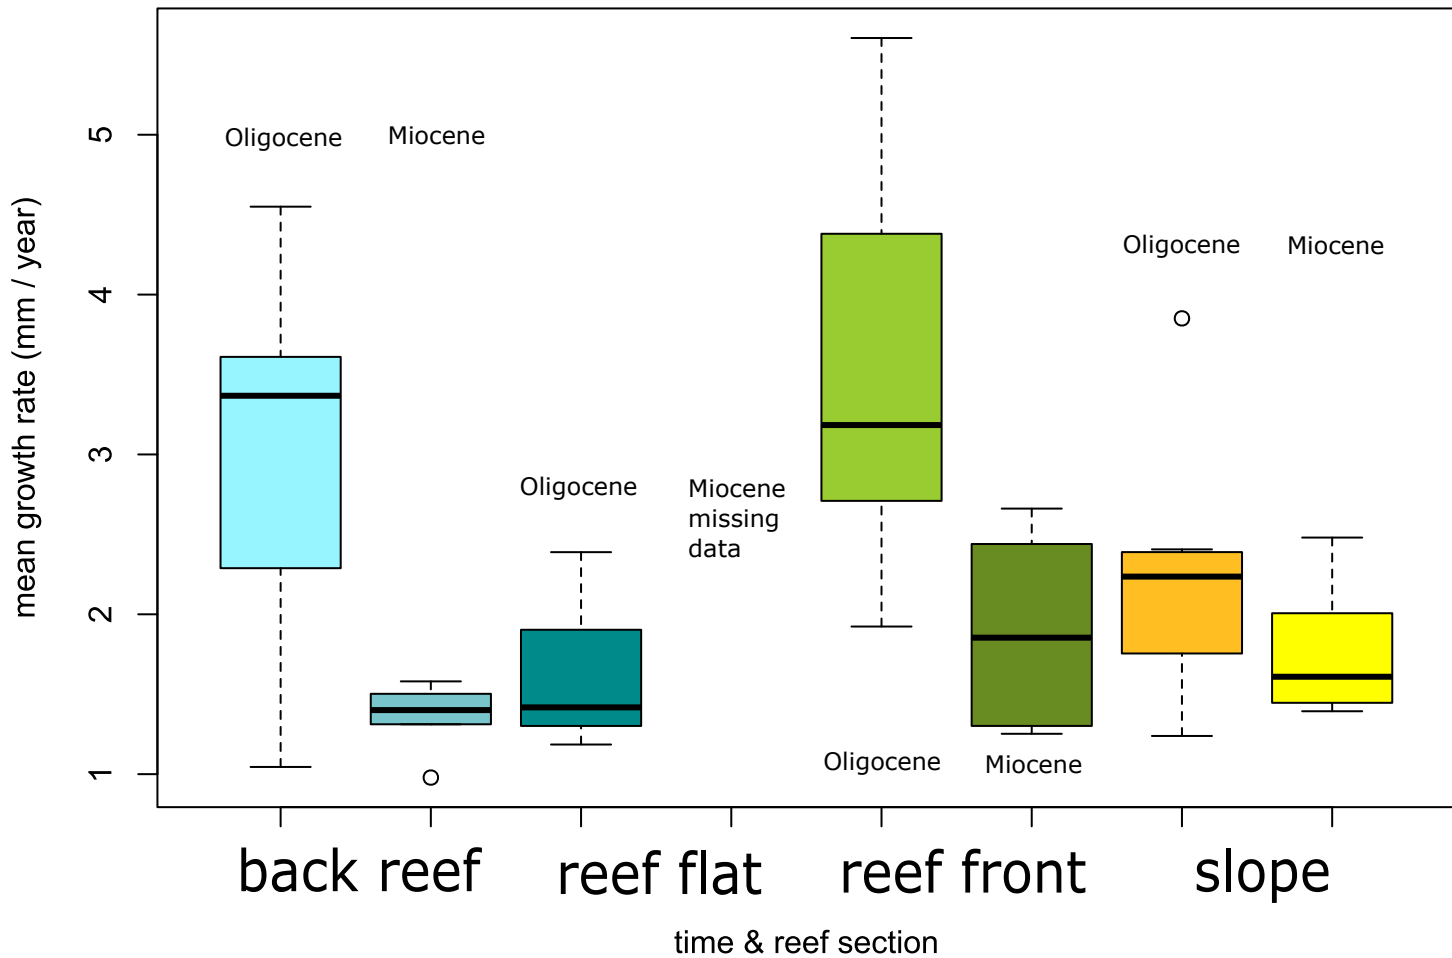 5
4
3
2
1
mean growth rate (mm / year)
Oligocene
Miocene
Oligocene
Miocene
missing
data
Oligocene
Miocene
Oligocene
Miocene
back reef
reef flat
reef front
slope
time & reef section